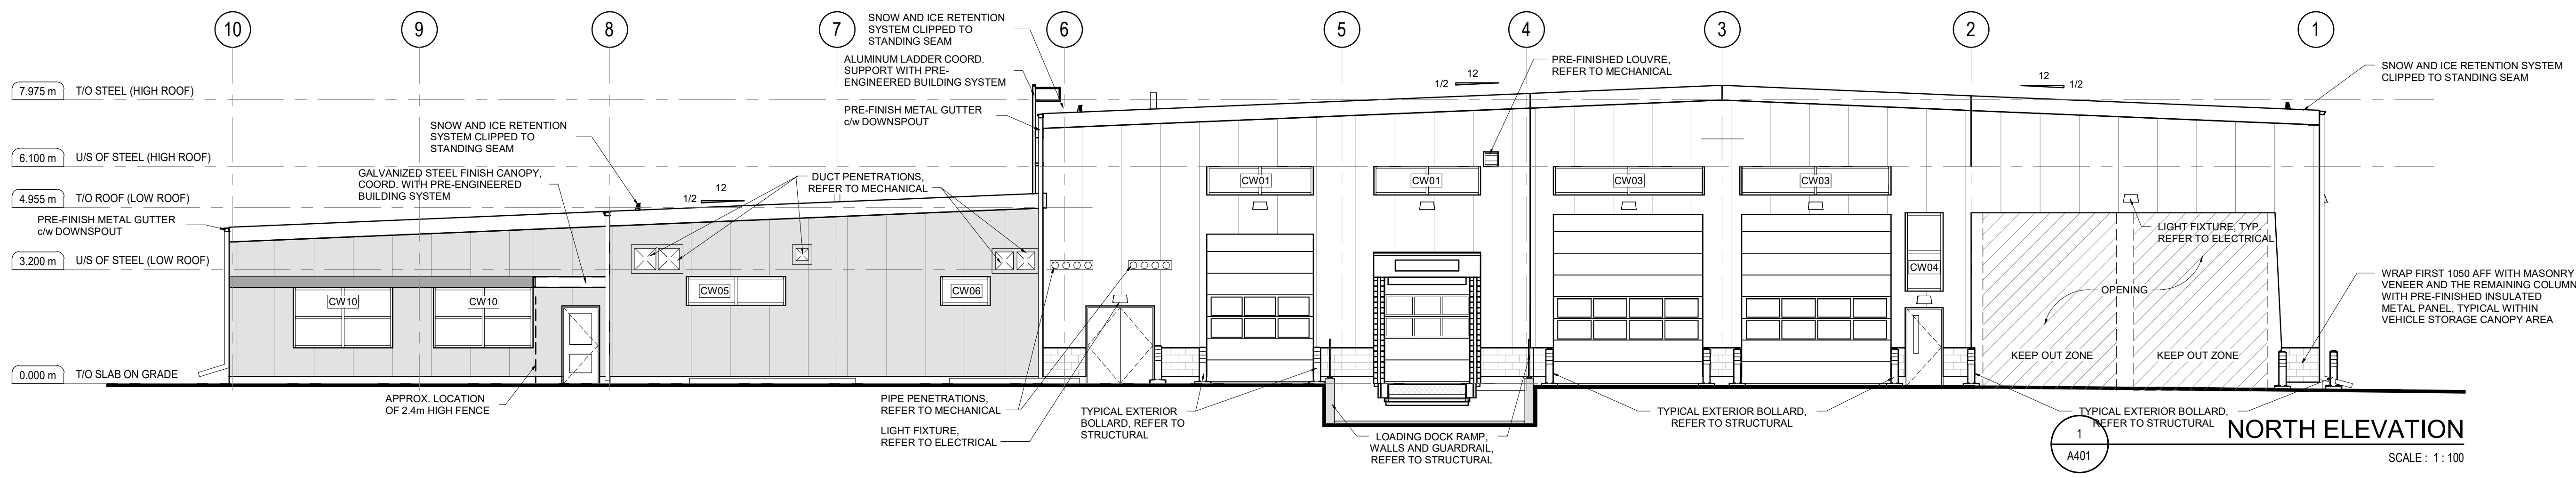 10
9
8
7
6
5
4
3
2
1
SNOW AND ICE RETENTION
SYSTEM CLIPPED TO
STANDING SEAM
ALUMINUM LADDER COORD.
SUPPORT WITH PRE-
ENGINEERED BUILDING SYSTEM
PRE-FINISH METAL GUTTER
c/w DOWNSPOUT
12
1/2
PRE-FINISHED LOUVRE,
REFER TO MECHANICAL
12
1/2
SNOW AND ICE RETENTION SYSTEM
CLIPPED TO STANDING SEAM
7.975 m T/O STEEL (HIGH ROOF)
SNOW AND ICE RETENTION
SYSTEM CLIPPED TO
STANDING SEAM
6.100 m U/S OF STEEL (HIGH ROOF)
GALVANIZED STEEL FINISH CANOPY,
COORD. WITH PRE-ENGINEERED
BUILDING SYSTEM
DUCT PENETRATIONS,
REFER TO MECHANICAL
12
1/2
4.955 m T/O ROOF (LOW ROOF)
PRE-FINISH METAL GUTTER
c/w DOWNSPOUT
3.200 m U/S OF STEEL (LOW ROOF)
CW01
CW01
CW03
CW03
CW04
LIGHT FIXTURE, TYP.
REFER TO ELECTRICAL
CW10
CW10
CW05
CW06
OPENING
WRAP FIRST 1050 AFF WITH MASONRY
VENEER AND THE REMAINING COLUMN
WITH PRE-FINISHED INSULATED
METAL PANEL, TYPICAL WITHIN
VEHICLE STORAGE CANOPY AREA
KEEP OUT ZONE
KEEP OUT ZONE
0.000 m T/O SLAB ON GRADE
APPROX. LOCATION
OF 2.4m HIGH FENCE
PIPE PENETRATIONS,
REFER TO MECHANICAL
LIGHT FIXTURE,
REFER TO ELECTRICAL
TYPICAL EXTERIOR
BOLLARD, REFER TO
STRUCTURAL
LOADING DOCK RAMP,
WALLS AND GUARDRAIL,
REFER TO STRUCTURAL
TYPICAL EXTERIOR BOLLARD,
REFER TO STRUCTURAL
TYPICAL EXTERIOR BOLLARD,
REFER TO STRUCTURAL
1
A401
NORTH ELEVATION
SCALE : 1 : 100